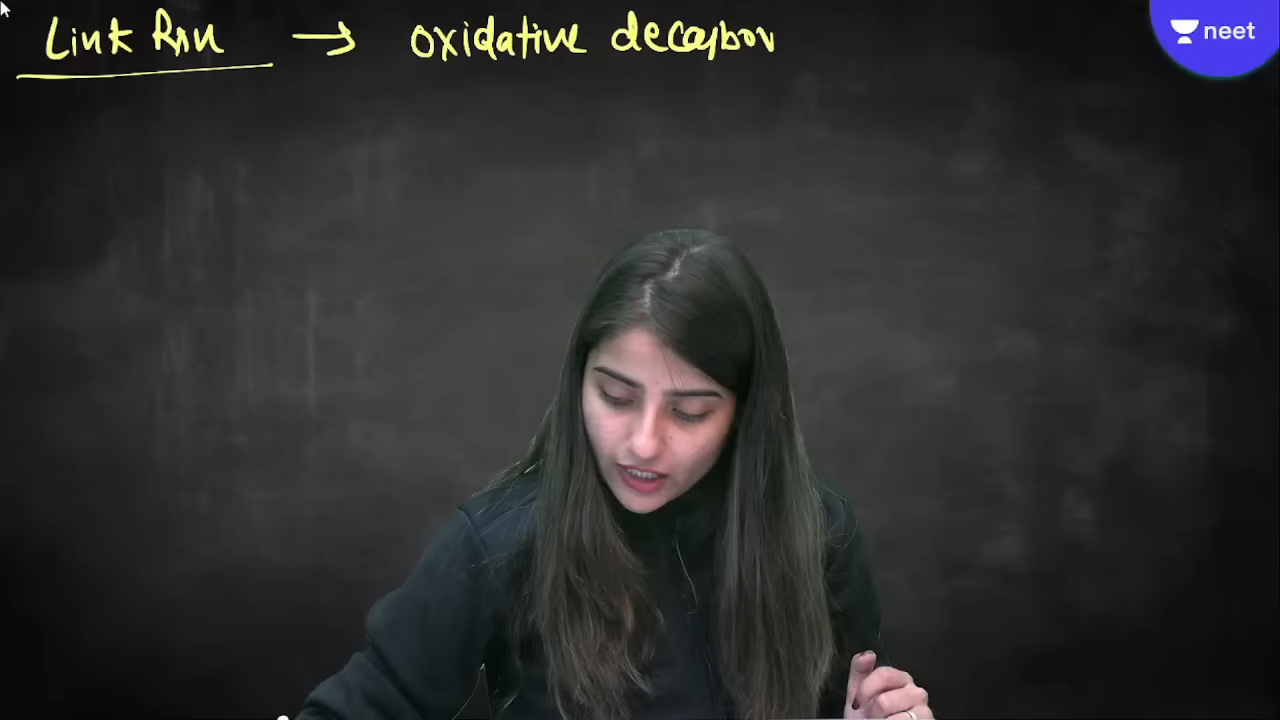 Link Rxn → oxidative decarbox
neet